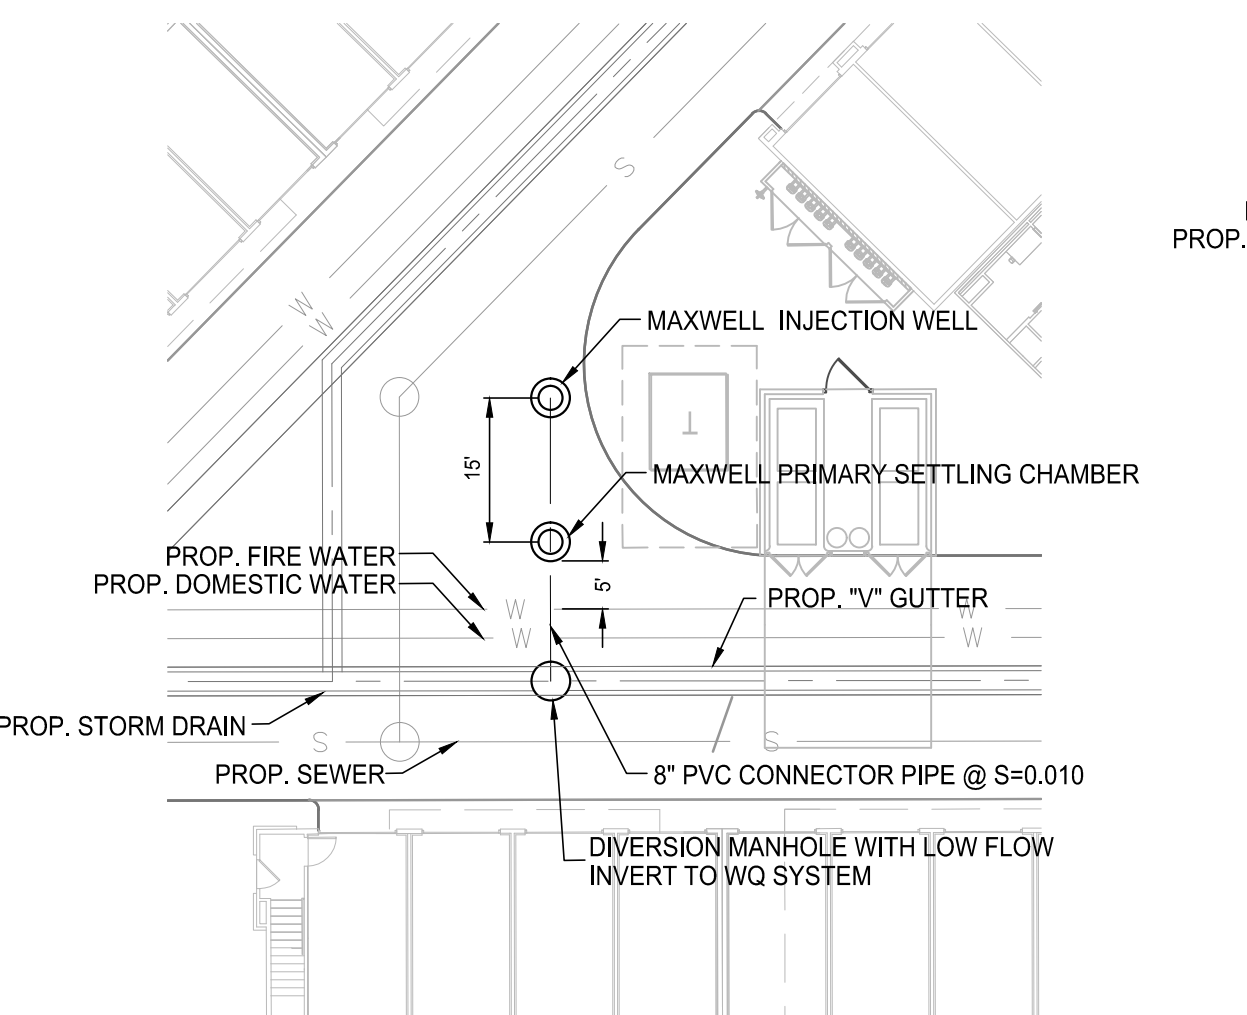 PROP.
S
W
W
MAXWELL INJECTION WELL
15'
MAXWELL PRIMARY SETTLING CHAMBER
PROP. FIRE WATER
PROP. DOMESTIC WATER
5'
PROP. "V" GUTTER
W
W
W
W
PROP. STORM DRAIN
S
S
PROP. SEWER
8" PVC CONNECTOR PIPE @ S=0.010
DIVERSION MANHOLE WITH LOW FLOW
INVERT TO WQ SYSTEM